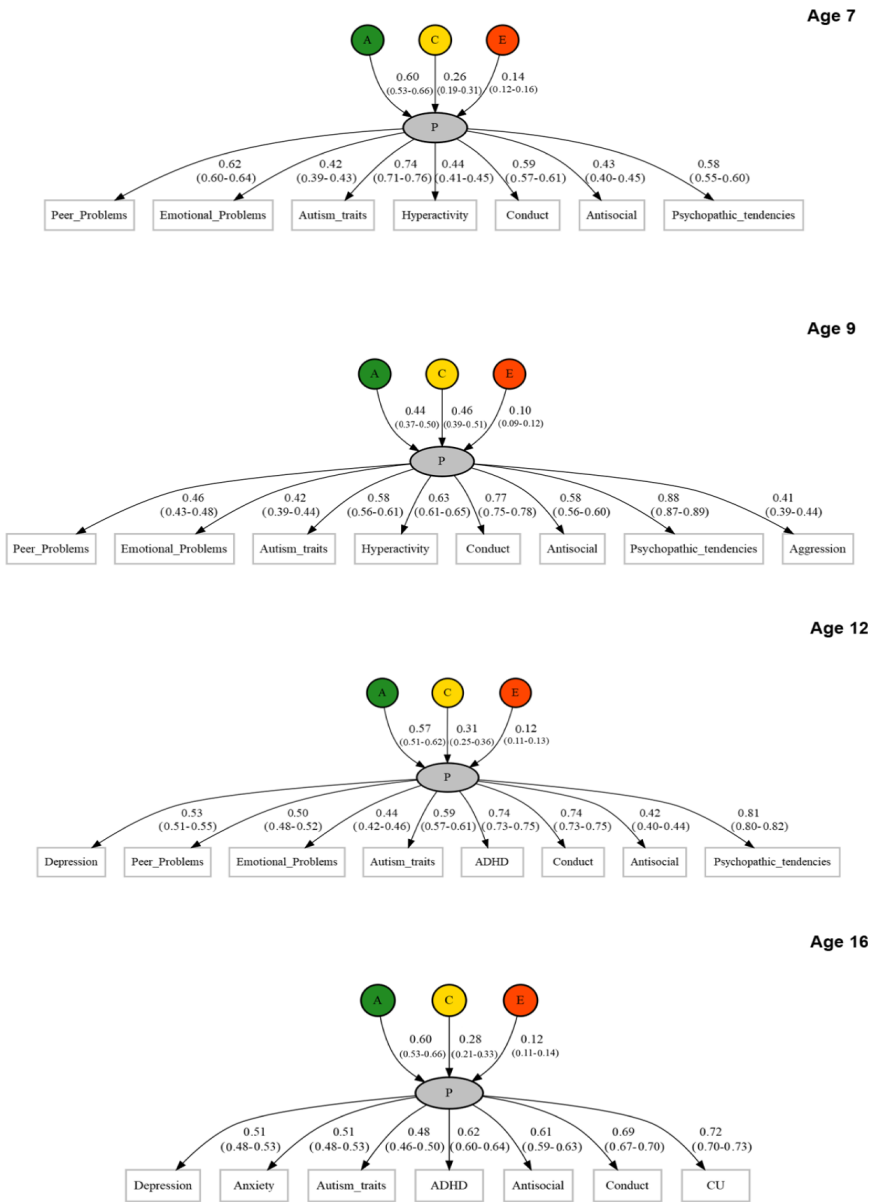 Age 7
A C E
0.60 0.26 0.14
(0.53-0.66) (0.19-0.31) (0.12-0.16)
P
0.62 0.42 0.74 0.44 0.59 0.43 0.58
(0.60-0.64) (0.39-0.43) (0.71-0.76) (0.41-0.45) (0.57-0.61) (0.40-0.45) (0.55-0.60)
Peer_Problems Emotional_Problems Autism_traits Hyperactivity Conduct Antisocial Psychopathic_tendencies
Age 9
A C E
0.44 0.46 0.10
(0.37-0.50) (0.39-0.51) (0.09-0.12)
P
0.46 0.42 0.58 0.63 0.77 0.58 0.88 0.41
(0.43-0.48) (0.39-0.44) (0.56-0.61) (0.61-0.65) (0.75-0.78) (0.56-0.60) (0.87-0.89) (0.39-0.44)
Peer_Problems Emotional_Problems Autism_traits Hyperactivity Conduct Antisocial Psychopathic_tendencies Aggression
Age 12
A C E
0.57 0.31 0.12
(0.51-0.62) (0.25-0.36) (0.11-0.13)
P
0.53 0.50 0.44 0.59 0.74 0.74 0.42 0.81
(0.51-0.55) (0.48-0.52) (0.42-0.46) (0.57-0.61) (0.73-0.75) (0.73-0.75) (0.40-0.44) (0.80-0.82)
Depression Peer_Problems Emotional_Problems Autism_traits ADHD Conduct Antisocial Psychopathic_tendencies
Age 16
A C E
0.60 0.28 0.12
(0.53-0.66) (0.21-0.33) (0.11-0.14)
P
0.51 0.51 0.48 0.62 0.61 0.69 0.72
(0.48-0.53) (0.48-0.53) (0.46-0.50) (0.60-0.64) (0.59-0.63) (0.67-0.70) (0.70-0.73)
Depression Anxiety Autism_traits ADHD Antisocial Conduct CU